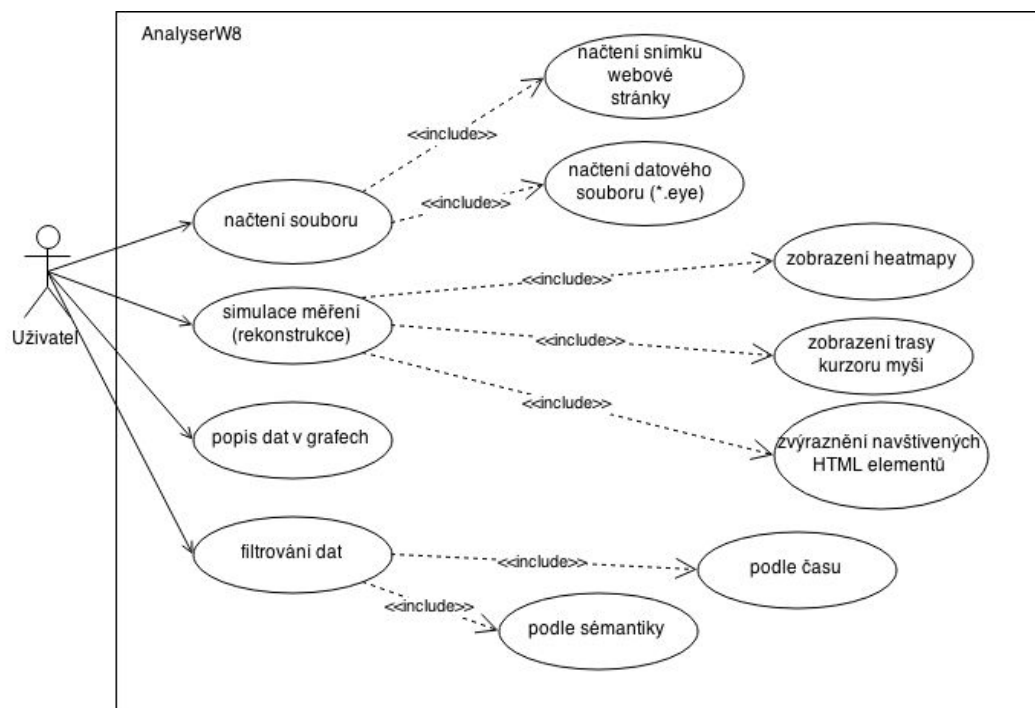 AnalyserW8
načtení snímku
webové
stránky
<<include>>
načtení datového
souboru (*.eye)
<<include>>
načtení souboru
zobrazení heatmapy
<<include>>
simulace měření
(rekonstrukce)
Uživatel
<<include>>
zobrazení trasy
kurzoru myši
<<include>>
popis dat v grafech
zvýraznění navštívených
HTML elementů
filtrování dat
<<include>>
podle času
<<include>>
podle sémantiky